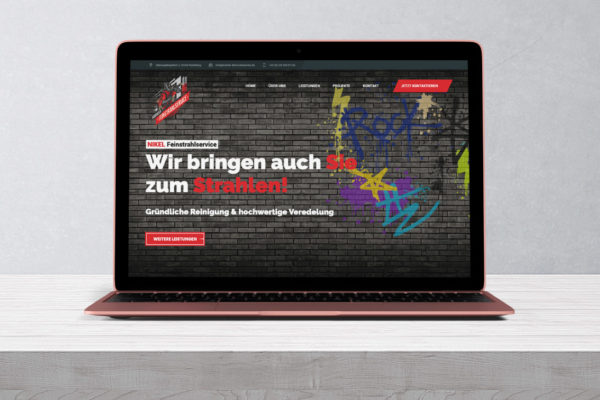 HOME ÜBER UNS LEISTUNGEN PROJEKTE KONTAKT JETZT KONTAKTIEREN
Rock
NIKEL Feinstrahlservice
Wir bringen auch Sie
zum Strahlen!
Gründliche Reinigung & hochwertige Veredelung
WEITERE LEISTUNGEN